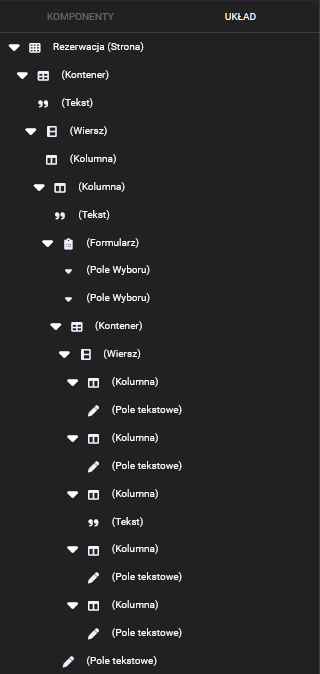 KOMPONENTY UKŁAD
Rezerwacja (Strona)
(Kontener)
(Tekst)
(Wiersz)
(Kolumna)
(Kolumna)
(Tekst)
(Formularz)
(Pole Wyboru)
(Pole Wyboru)
(Kontener)
(Wiersz)
(Kolumna)
(Pole tekstowe)
(Kolumna)
(Pole tekstowe)
(Kolumna)
(Tekst)
(Kolumna)
(Pole tekstowe)
(Kolumna)
(Pole tekstowe)
(Pole tekstowe)